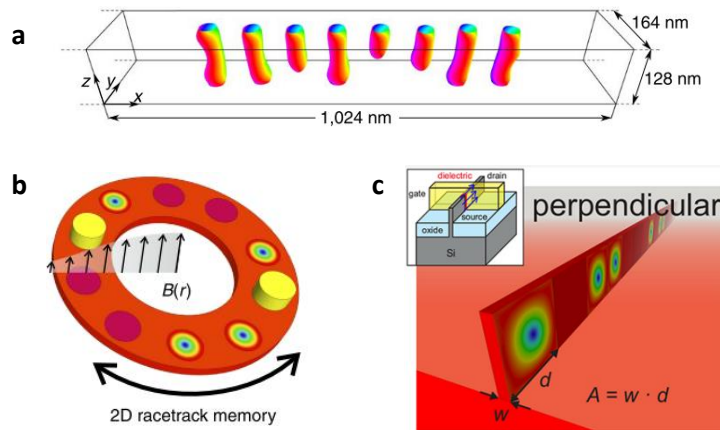 a
164 nm
128 nm
z
y
x
1,024 nm
b
B(r)
2D racetrack memory
c
dielectric
drain
gate
source
oxide
Si
perpendicular
d
w
A = w · d